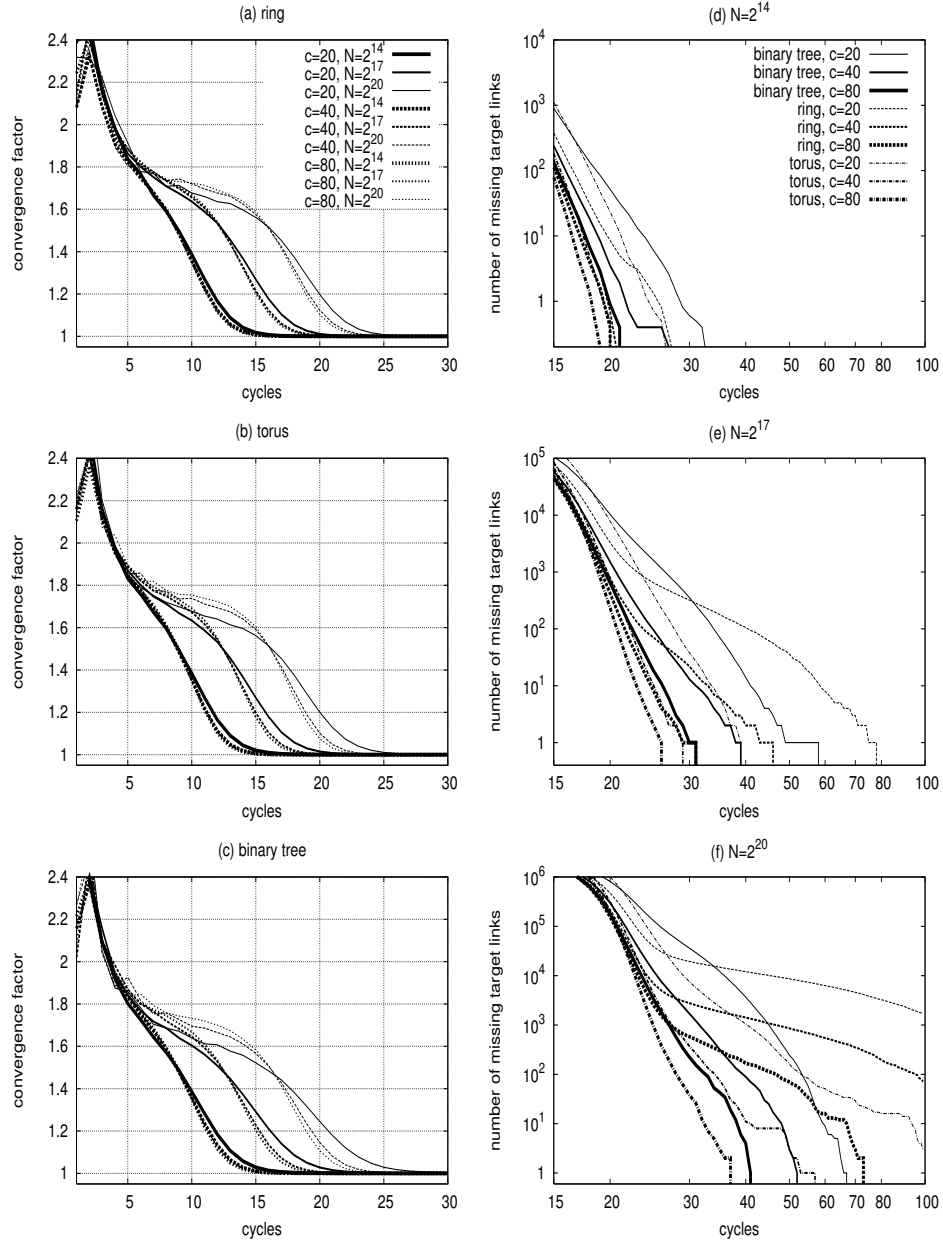 (a) ring
convergence factor
2.4
2.2
2
1.8
1.6
1.4
1.2
1
5
10
15
20
25
30
cycles
c=20, N=2^14
c=20, N=2^17
c=20, N=2^20
c=40, N=2^14
c=40, N=2^17
c=40, N=2^20
c=80, N=2^14
c=80, N=2^17
c=80, N=2^20
(d) N=2^14
number of missing target links
10^4
10^3
10^2
10^1
1
15
20
30
40
50
60
70
80
100
cycles
binary tree, c=20
binary tree, c=40
binary tree, c=80
ring, c=20
ring, c=40
ring, c=80
torus, c=20
torus, c=40
torus, c=80
(b) torus
convergence factor
2.4
2.2
2
1.8
1.6
1.4
1.2
1
5
10
15
20
25
30
cycles
(e) N=2^17
number of missing target links
10^5
10^4
10^3
10^2
10^1
1
15
20
30
40
50
60
70
80
100
cycles
(c) binary tree
convergence factor
2.4
2.2
2
1.8
1.6
1.4
1.2
1
5
10
15
20
25
30
cycles
(f) N=2^20
number of missing target links
10^6
10^5
10^4
10^3
10^2
10^1
1
15
20
30
40
50
60
70
80
100
cycles